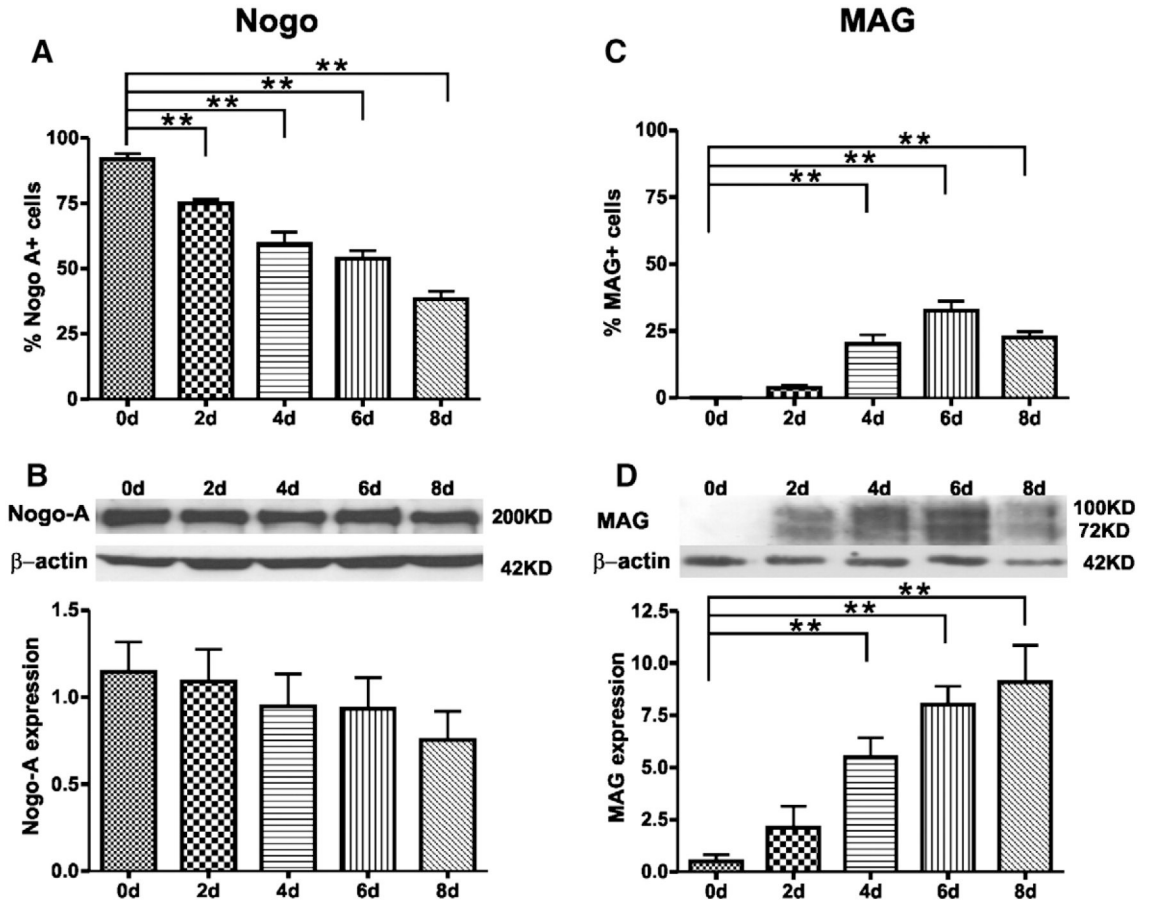 Nogo
MAG
A
**
**
**
**
100
75
50
25
0
% Nogo A+ cells
0d 2d 4d 6d 8d
C
**
**
**
100
75
50
25
0
% MAG+ cells
0d 2d 4d 6d 8d
B
0d 2d 4d 6d 8d
Nogo-A 200KD
β-actin 42KD
1.5
1.0
0.5
0.0
Nogo-A expression
0d 2d 4d 6d 8d
D
0d 2d 4d 6d 8d
MAG 100KD
72KD
β-actin 42KD
**
**
**
12.5
10.0
7.5
5.0
2.5
0.0
MAG expression
0d 2d 4d 6d 8d